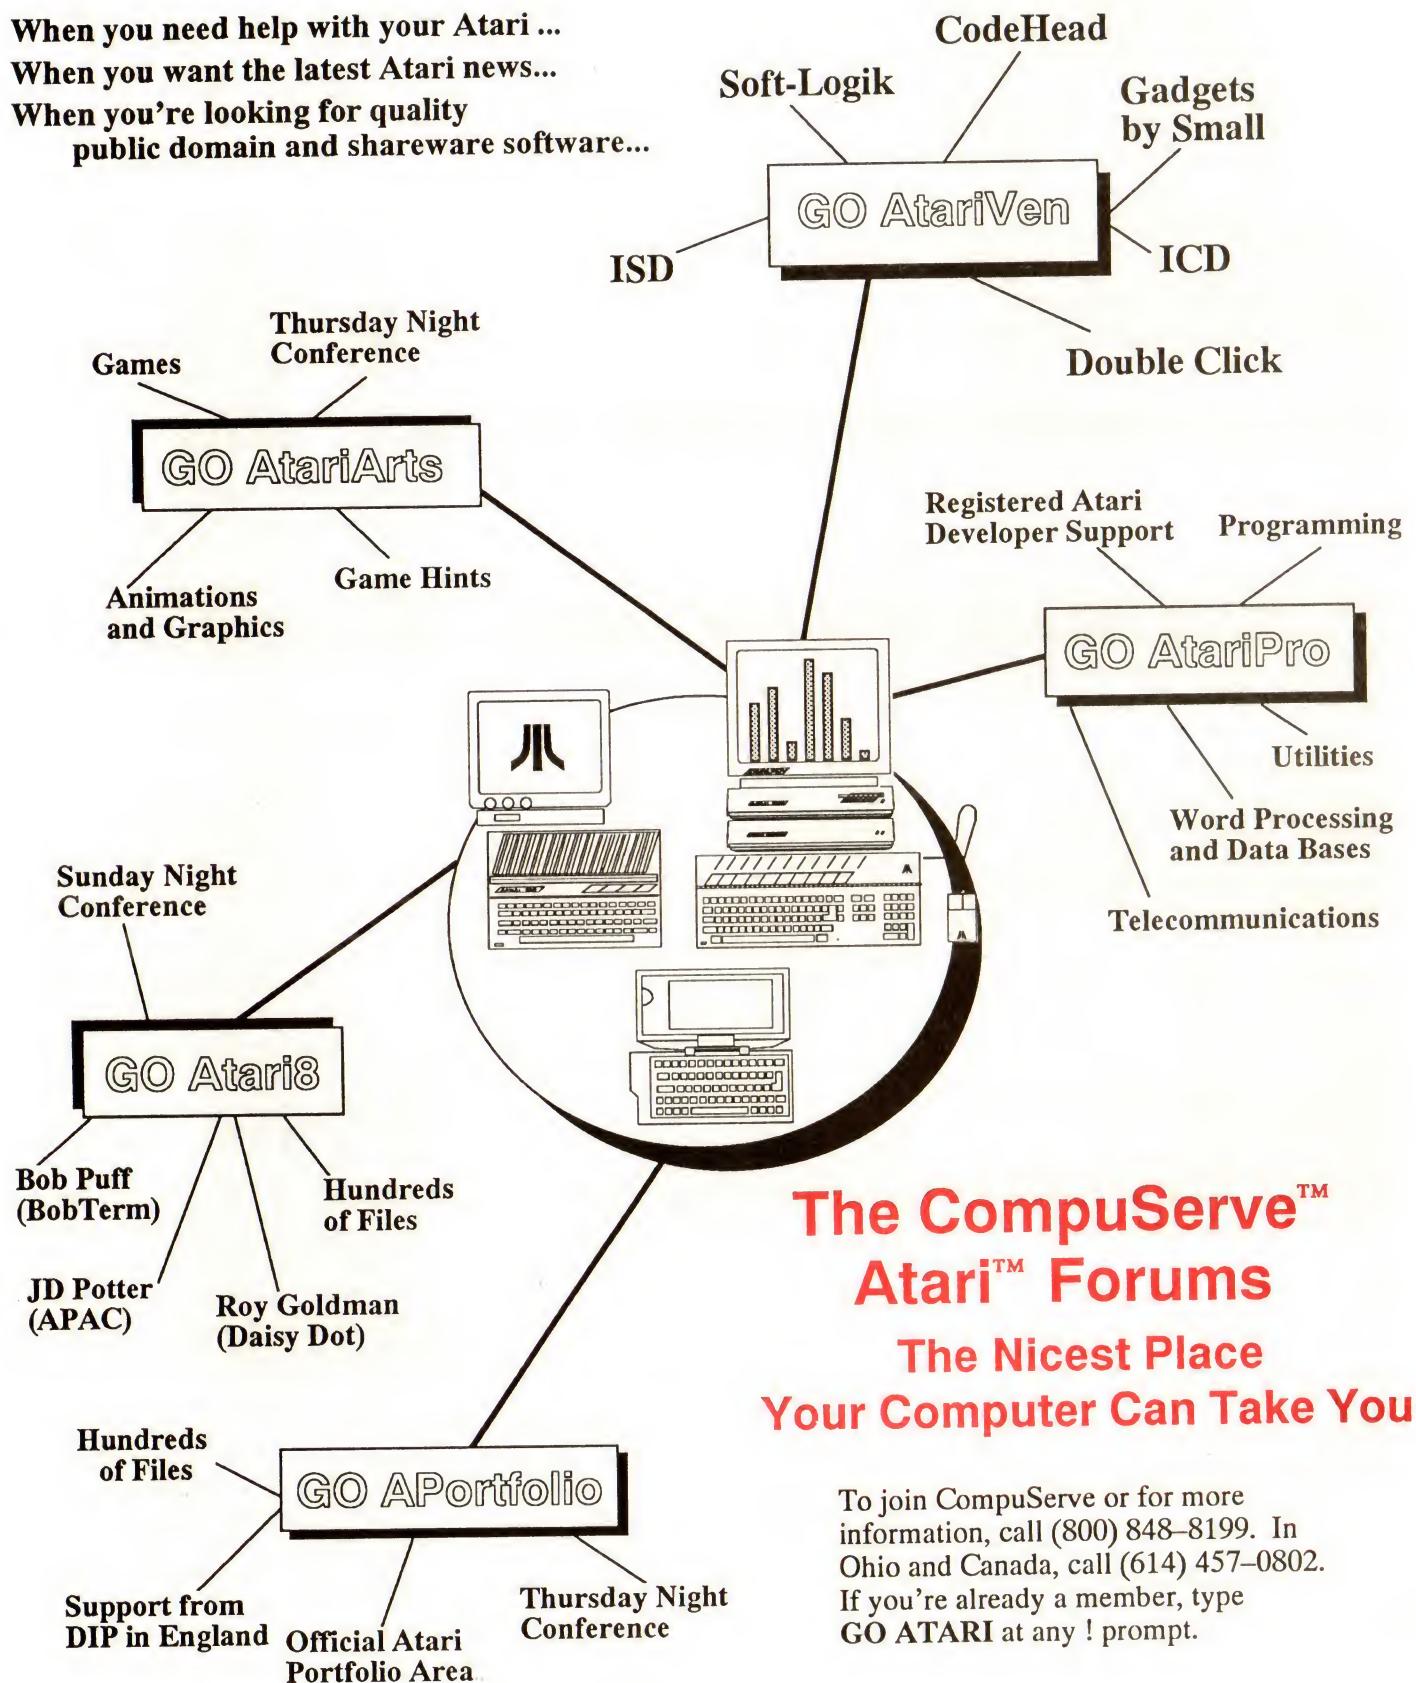 When you need help with your Atari ...
When you want the latest Atari news...
When you're looking for quality
public domain and shareware software...
CodeHead
Soft-Logik
Gadgets
by Small
GO AtariVen
ISD
ICD
Double Click
Thursday Night
Conference
Games
GO AtariArts
Game Hints
Animations
and Graphics
Registered Atari
Developer Support
Programming
GO AtariPro
Utilities
Word Processing
and Data Bases
Telecommunications
Sunday Night
Conference
GO Atari8
Bob Puff
(BobTerm)
Hundreds
of Files
JD Potter
(APAC)
Roy Goldman
(Daisy Dot)
The CompuServe™
Atari™ Forums
The Nicest Place
Your Computer Can Take You
Hundreds
of Files
GO APortfolio
Support from
DIP in England
Official Atari
Portfolio Area
Thursday Night
Conference
To join CompuServe or for more
information, call (800) 848–8199. In
Ohio and Canada, call (614) 457–0802.
If you're already a member, type
GO ATARI at any ! prompt.